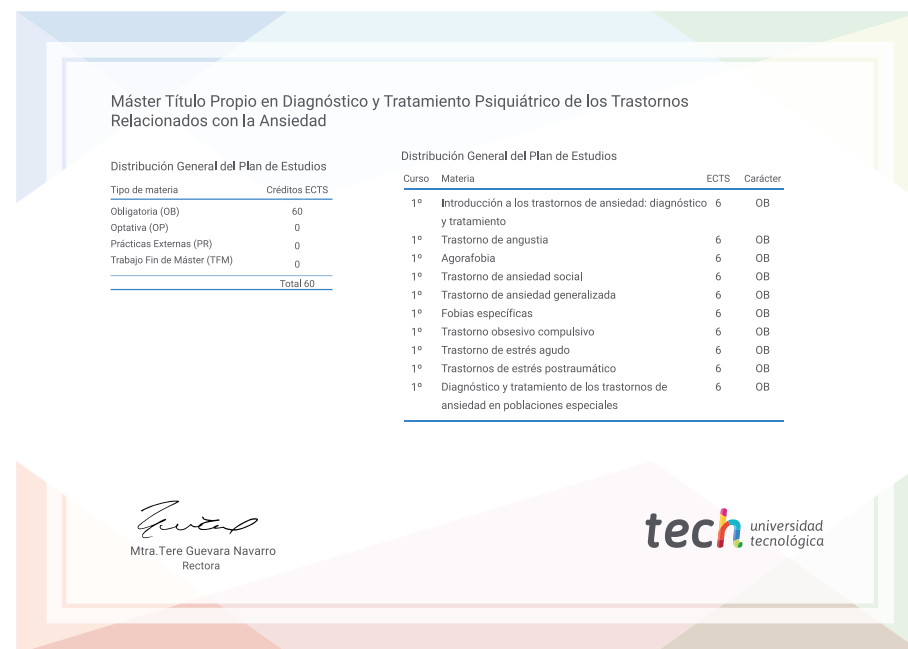 Máster Título Propio en Diagnóstico y Tratamiento Psiquiátrico de los Trastornos
Relacionados con la Ansiedad
Distribución General del Plan de Estudios
Tipo de materia Créditos ECTS
Obligatoria (OB) 60
Optativa (OP) 0
Prácticas Externas (PR) 0
Trabajo Fin de Máster (TFM) 0
Total 60
Distribución General del Plan de Estudios
Curso Materia ECTS Carácter
1º Introducción a los trastornos de ansiedad: diagnóstico 6 OB
y tratamiento
1º Trastorno de angustia 6 OB
1º Agorafobia 6 OB
1º Trastorno de ansiedad social 6 OB
1º Trastorno de ansiedad generalizada 6 OB
1º Fobias específicas 6 OB
1º Trastorno obsesivo compulsivo 6 OB
1º Trastorno de estrés agudo 6 OB
1º Trastornos de estrés postraumático 6 OB
1º Diagnóstico y tratamiento de los trastornos de 6 OB
ansiedad en poblaciones especiales
Mtra.Tere Guevara Navarro
Rectora
tech universidad
tecnológica